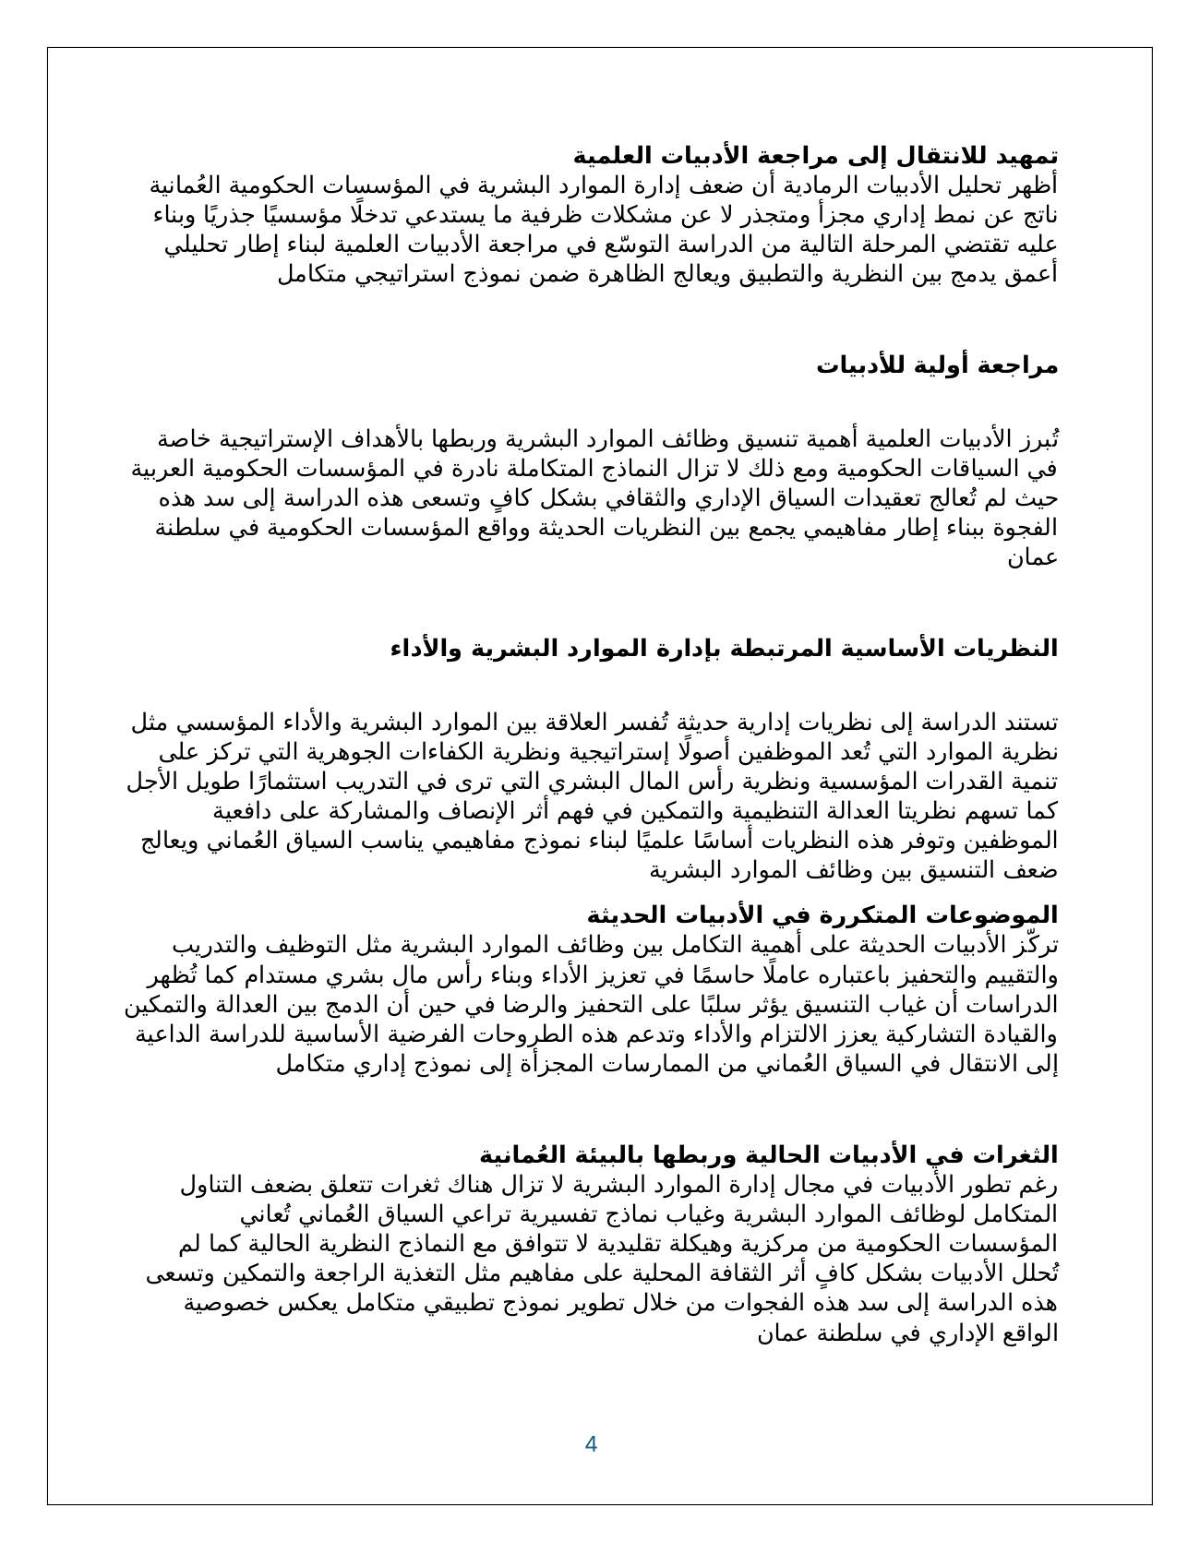 تمهيد للانتقال إلى مراجعة الأدبيات العلمية
أظهر تحليل الأدبيات الرمادية أن ضعف إدارة الموارد البشرية في المؤسسات الحكومية العُمانية
ناتج عن نمط إداري مجزأ ومتجذر لا عن مشكلات ظرفية ما يستدعي تدخلًا مؤسسيًا جذريًا وبناء
عليه تقتضي المرحلة التالية من الدراسة التوسّع في مراجعة الأدبيات العلمية لبناء إطار تحليلي
أعمق يدمج بين النظرية والتطبيق ويعالج الظاهرة ضمن نموذج استراتيجي متكامل
مراجعة أولية للأدبيات
تُبرز الأدبيات العلمية أهمية تنسيق وظائف الموارد البشرية وربطها بالأهداف الإستراتيجية خاصة
في السياقات الحكومية ومع ذلك لا تزال النماذج المتكاملة نادرة في المؤسسات الحكومية العربية
حيث لم تُعالج تعقيدات السياق الإداري والثقافي بشكل كافٍ وتسعى هذه الدراسة إلى سد هذه
الفجوة ببناء إطار مفاهيمي يجمع بين النظريات الحديثة وواقع المؤسسات الحكومية في سلطنة
عمان
النظريات الأساسية المرتبطة بإدارة الموارد البشرية والأداء
تستند الدراسة إلى نظريات إدارية حديثة تُفسر العلاقة بين الموارد البشرية والأداء المؤسسي مثل
نظرية الموارد التي تُعد الموظفين أصولًا إستراتيجية ونظرية الكفاءات الجوهرية التي تركز على
تنمية القدرات المؤسسية ونظرية رأس المال البشري التي ترى في التدريب استثمارًا طويل الأجل
كما تسهم نظريتا العدالة التنظيمية والتمكين في فهم أثر الإنصاف والمشاركة على دافعية
الموظفين وتوفر هذه النظريات أساسًا علميًا لبناء نموذج مفاهيمي يناسب السياق العُماني ويعالج
ضعف التنسيق بين وظائف الموارد البشرية
الموضوعات المتكررة في الأدبيات الحديثة
تركّز الأدبيات الحديثة على أهمية التكامل بين وظائف الموارد البشرية مثل التوظيف والتدريب
والتقييم والتحفيز باعتباره عاملًا حاسمًا في تعزيز الأداء وبناء رأس مال بشري مستدام كما تُظهر
الدراسات أن غياب التنسيق يؤثر سلبًا على التحفيز والرضا في حين أن الدمج بين العدالة والتمكين
والقيادة التشاركية يعزز الالتزام والأداء وتدعم هذه الطروحات الفرضية الأساسية للدراسة الداعية
إلى الانتقال في السياق العُماني من الممارسات المجزأة إلى نموذج إداري متكامل
الثغرات في الأدبيات الحالية وربطها بالبيئة العُمانية
رغم تطور الأدبيات في مجال إدارة الموارد البشرية لا تزال هناك ثغرات تتعلق بضعف التناول
المتكامل لوظائف الموارد البشرية وغياب نماذج تفسيرية تراعي السياق العُماني تُعاني
المؤسسات الحكومية من مركزية وهيكلة تقليدية لا تتوافق مع النماذج النظرية الحالية كما لم
تُحلل الأدبيات بشكل كافٍ أثر الثقافة المحلية على مفاهيم مثل التغذية الراجعة والتمكين وتسعى
هذه الدراسة إلى سد هذه الفجوات من خلال تطوير نموذج تطبيقي متكامل يعكس خصوصية
الواقع الإداري في سلطنة عمان
4